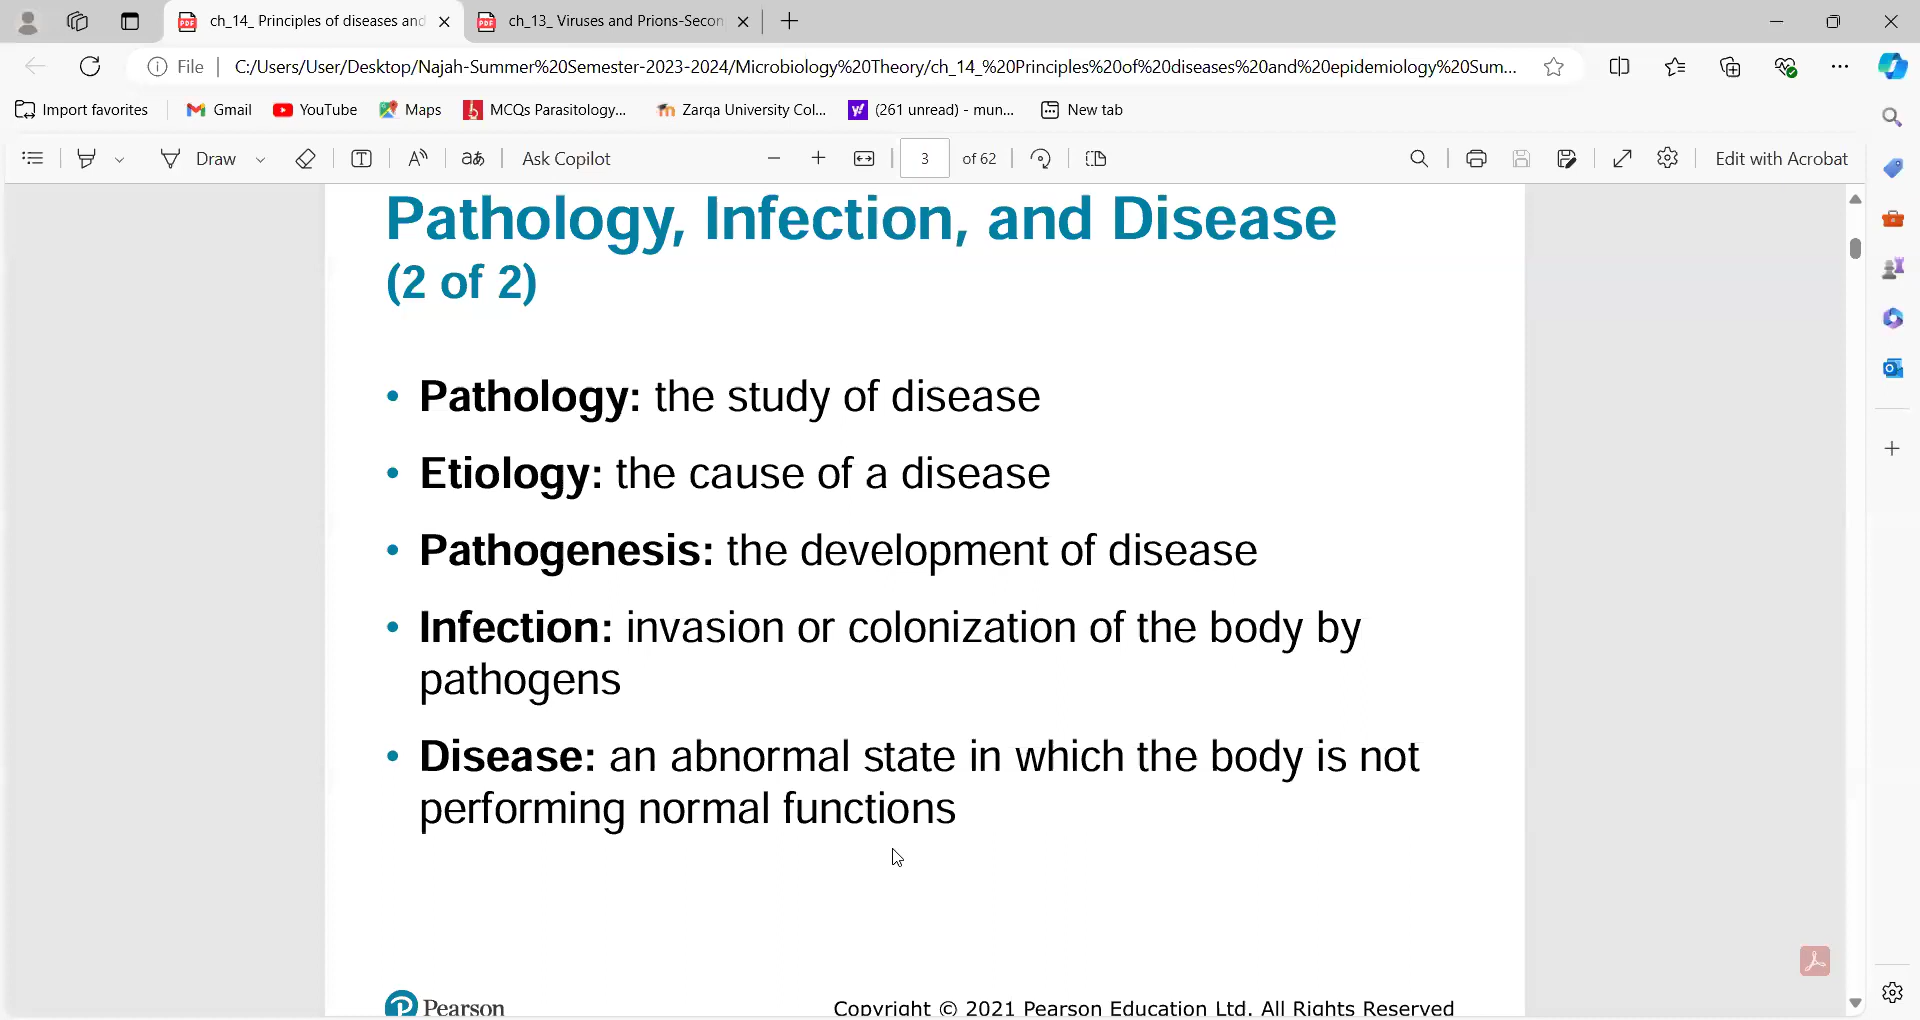 ch_14_ Principles of diseases and
ch_13_ Viruses and Prions-Secon
File
C:/Users/User/Desktop/Najah-Summer%20Semester-2023-2024/Microbiology%20Theory/ch_14_%20Principles%20of%20diseases%20and%20epidemiology%20Sum...
Import favorites
Gmail
YouTube
Maps
MCQs Parasitology...
Zarqa University Col...
(261 unread) - mun...
New tab
Draw
aあ
Ask Copilot
3 of 62
Edit with Acrobat
Pathology, Infection, and Disease
(2 of 2)
• Pathology: the study of disease
• Etiology: the cause of a disease
• Pathogenesis: the development of disease
• Infection: invasion or colonization of the body by
pathogens
• Disease: an abnormal state in which the body is not
performing normal functions
Pearson
Copyright © 2021 Pearson Education Ltd. All Rights Reserved